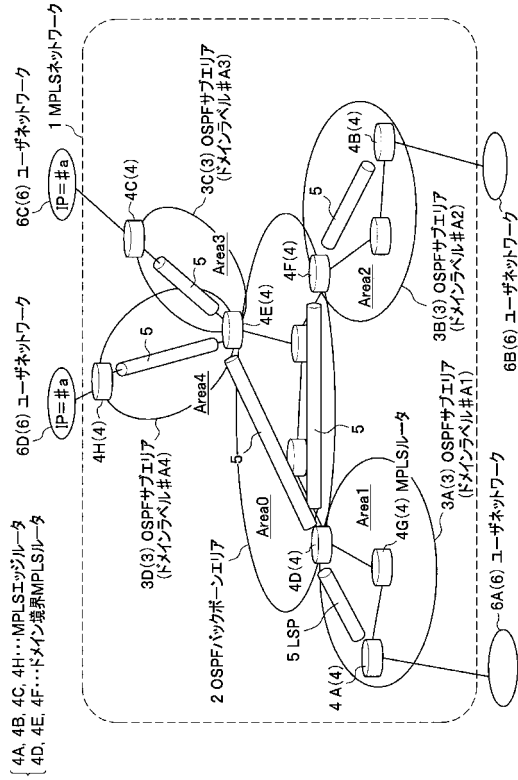 4A, 4B, 4C, 4H…MPLSエッジルータ
4D, 4E, 4F…ドメイン境界MPLSルータ
6D(6) ユーザネットワーク
6C(6) ユーザネットワーク
IP=#a
IP=#a
1 MPLSネットワーク
4H(4)
4C(4)
3C(3) OSPFサブエリア
(ドメインラベル#A3)
3D(3) OSPFサブエリア
(ドメインラベル#A4)
5
5
Area4
Area3
4E(4)
2 OSPFバックボーンエリア
Area0
5
5
4F(4)
5
4B(4)
Area2
3B(3) OSPFサブエリア
(ドメインラベル#A2)
4D(4)
5 LSP
Area1
4G(4) MPLSルータ
4A(4)
3A(3) OSPFサブエリア
(ドメインラベル#A1)
6A(6) ユーザネットワーク
6B(6) ユーザネットワーク